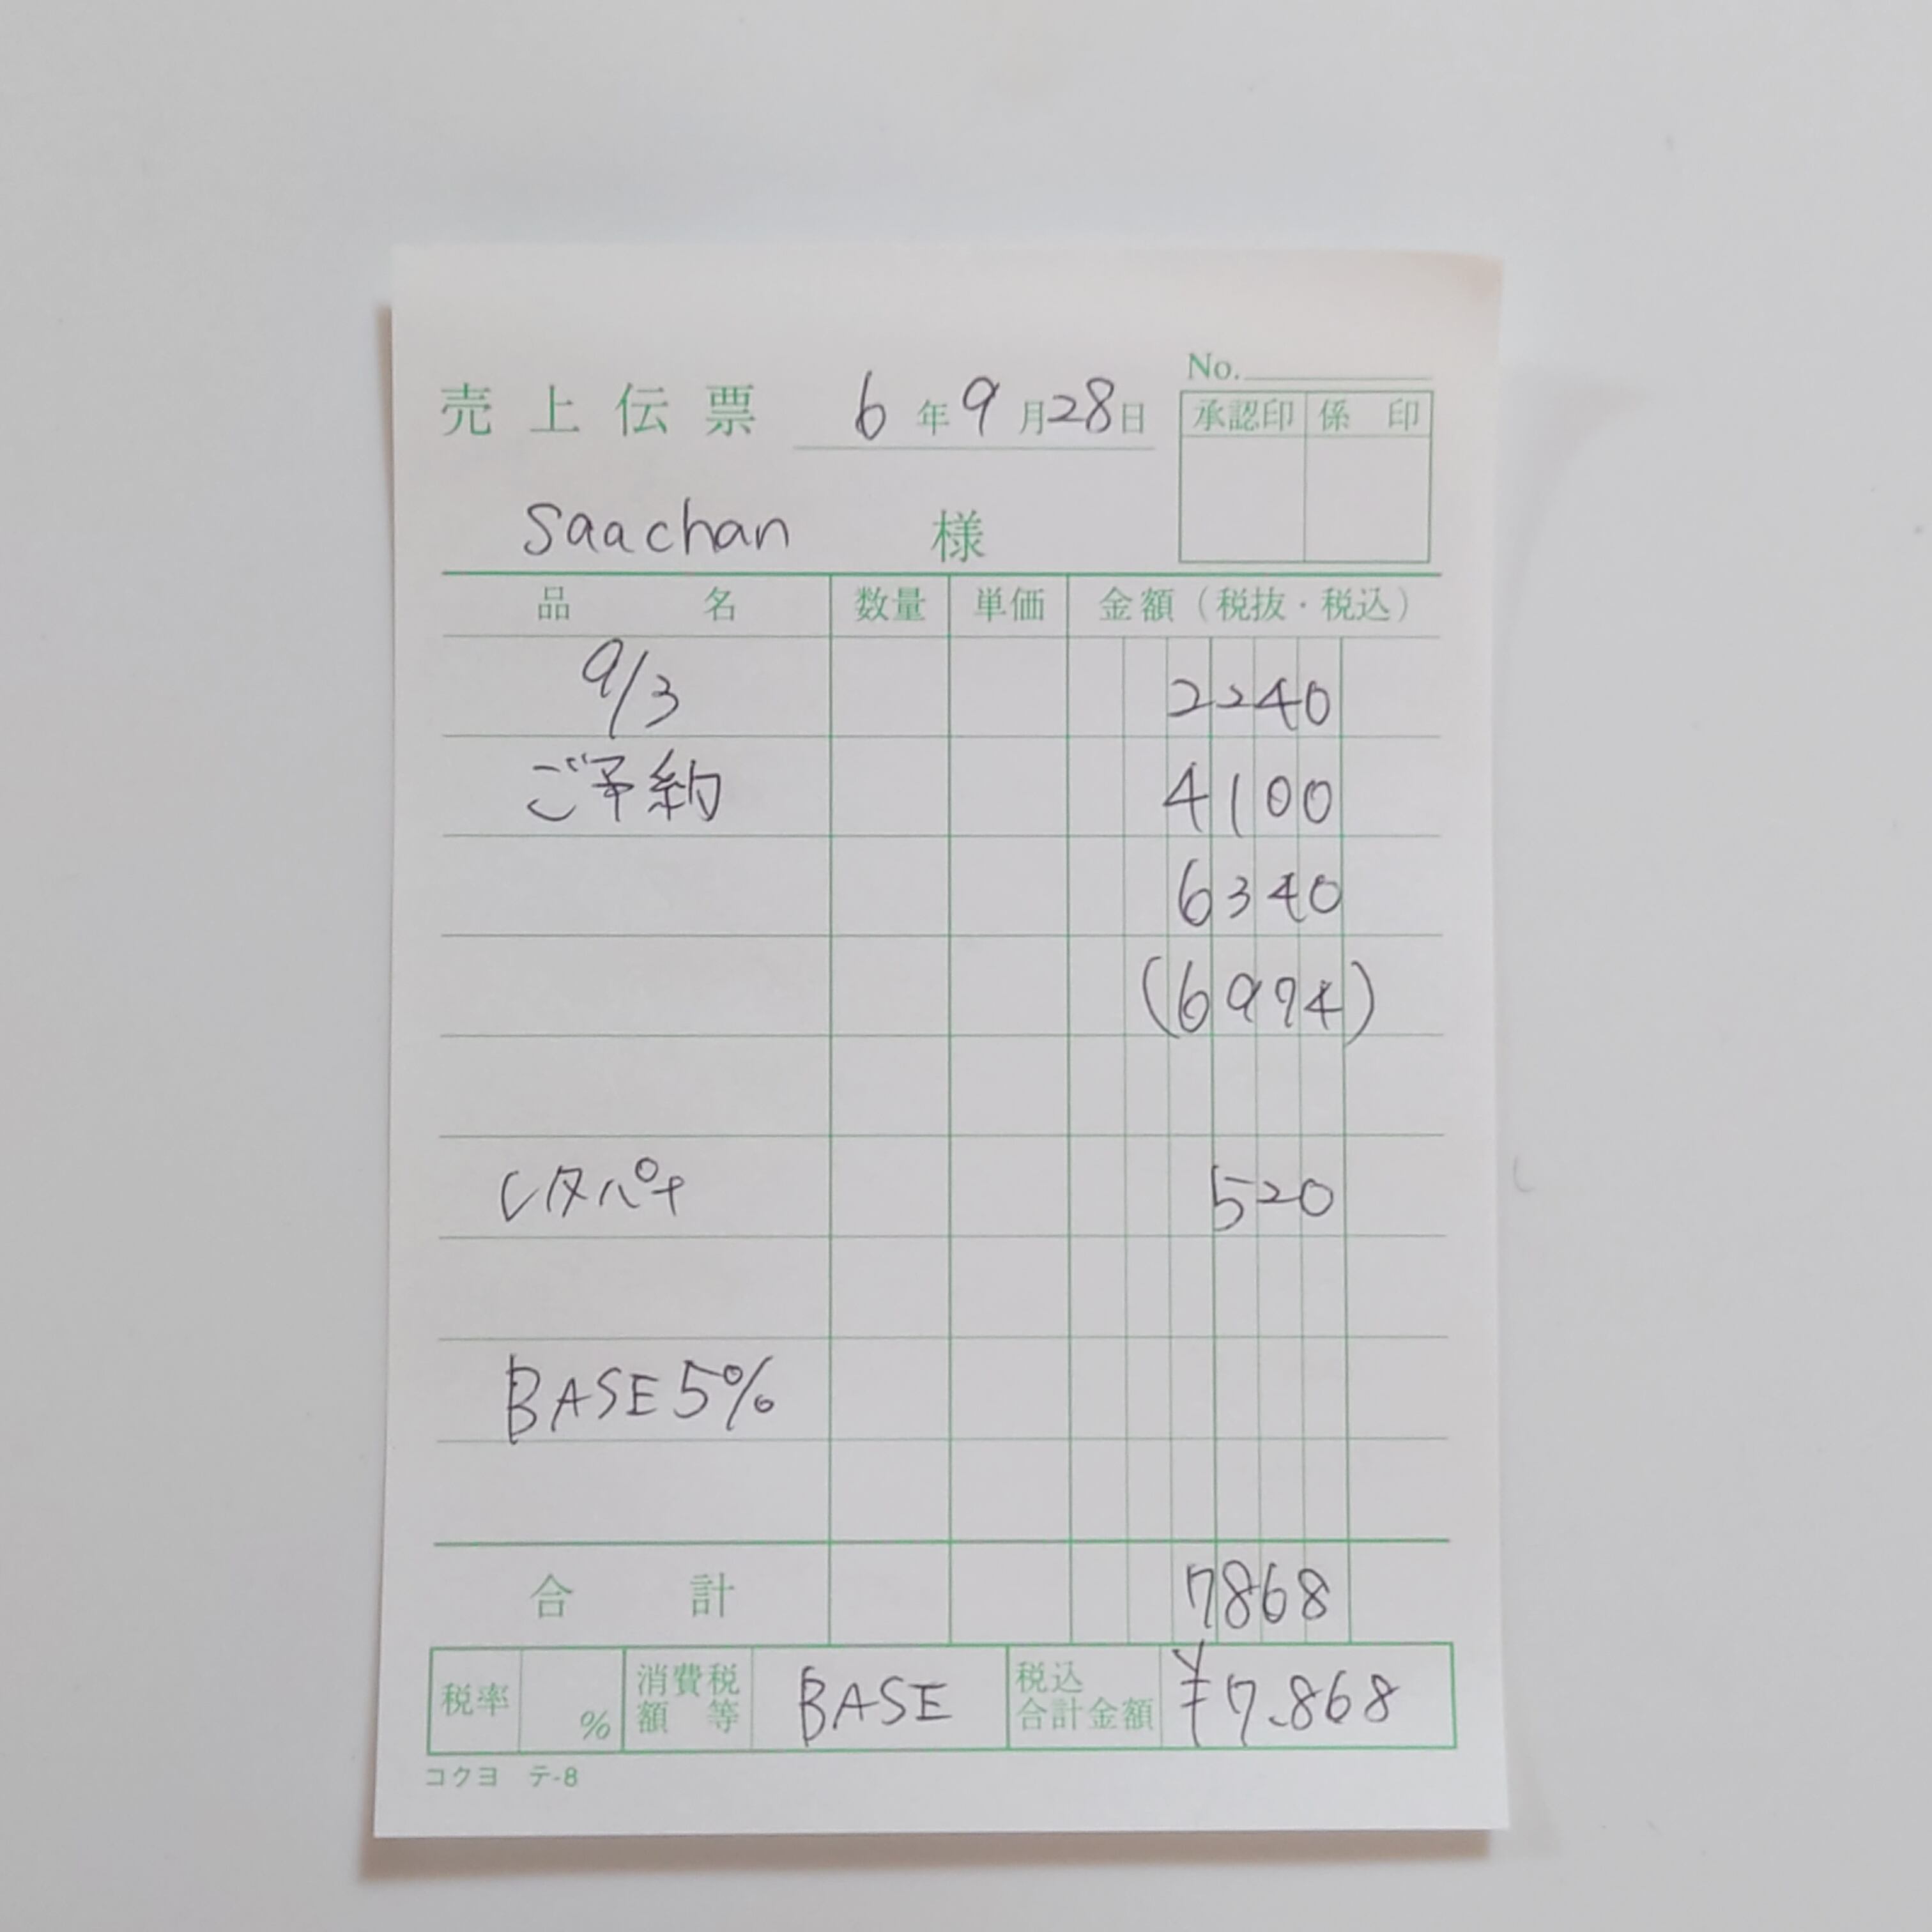 No.
売上伝票 6年9月28日
承認印 係印
Saachan 様
品名 数量 単価 金額(税抜・税込)
9/3 2240
ご予約 4100
6340
(6974)
レタパ 520
BASE5%
合計 7868
税率 % 消費税額等 BASE 税込合計金額 ¥7.868
コクヨ テ-8